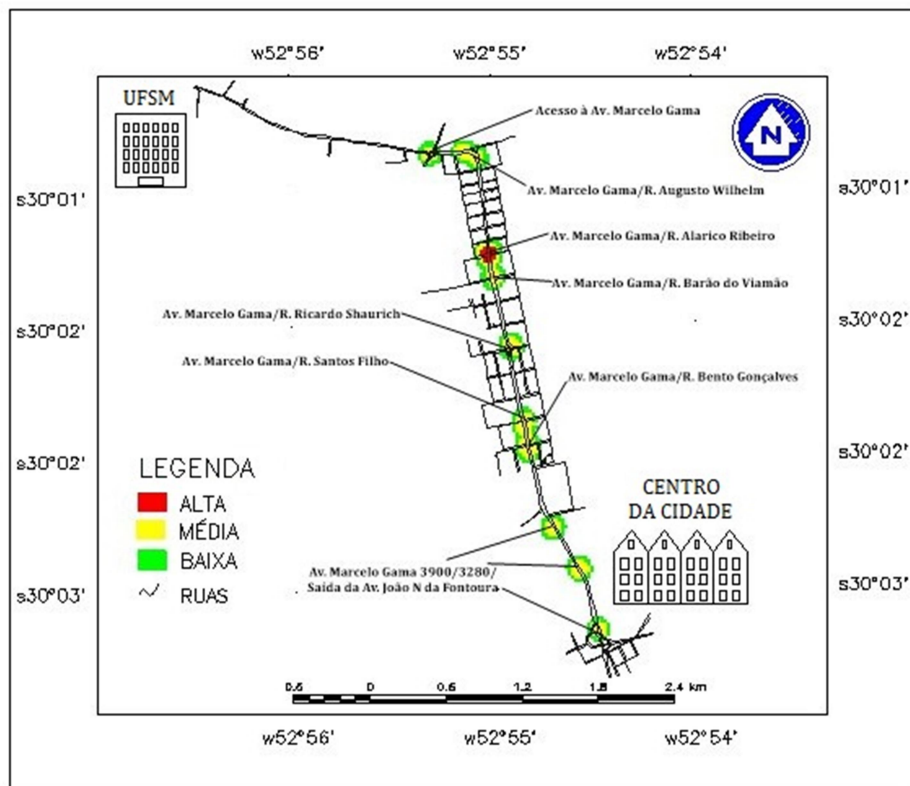 w52°56' w52°55' w52°54'
UFSM
Acesso à Av. Marcelo Gama
N
s30°01' s30°01'
Av. Marcelo Gama/R. Augusto Wilhelm
Av. Marcelo Gama/R. Alarico Ribeiro
Av. Marcelo Gama/R. Barão do Viamão
s30°02' s30°02'
Av. Marcelo Gama/R. Ricardo Shaurich
Av. Marcelo Gama/R. Santos Filho
Av. Marcelo Gama/R. Bento Gonçalves
s30°02' s30°02'
LEGENDA
ALTA
MÉDIA
BAIXA
RUAS
CENTRO
DA CIDADE
Av. Marcelo Gama 3900/3280/
Saída da Av. João N da Fontoura
s30°03' s30°03'
0.6 0 0.6 1.2 1.8 2.4 km
w52°56' w52°55' w52°54'